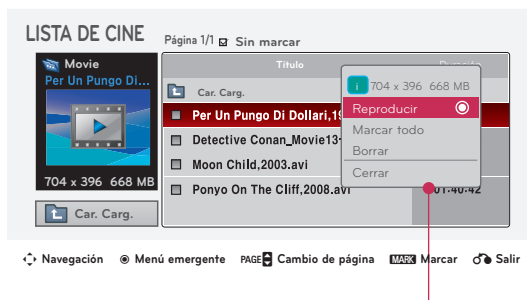 LISTA DE CINE
Página 1/1 Sin marcar
Movie
Per Un Pungo Di...
704 x 396 668 MB
Car. Carg.
Título
Duración
Car. Carg.
Per Un Pungo Di Dollari,19
Detective Conan_Movie13-
Moon Child,2003.avi
Ponyo On The Cliff,2008.avi
01:40:42
i 704 x 396 668 MB
Reproducir
Marcar todo
Borrar
Cerrar
Navegación Menú emergente PAGE Cambio de página MARK Marcar Salir